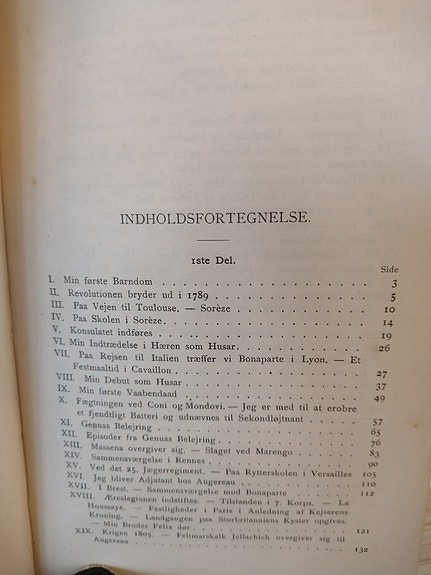 INDHOLDSFORTEGNELSE.
1ste Del.
Side
I. Min første Barndom . . . . . . . . . . . . . . 3
II. Revolutionen bryder ud i 1789 . . . . . . . . . . 5
III. Paa Vejen til Toulouse. — Sorèze . . . . . . . . . 10
IV. Paa Skolen i Sorèze. . . . . . . . . . . . . . 14
V. Konsulatet indføres . . . . . . . . . . . . . . 19
VI. Min Indtrædelse i Hæren som Husar. . . . . . . . . 26
VII. Paa Rejsen til Italien træffer vi Bonaparte i Lyon. — Et
Festmaaltid i Cavaillon . . . . . . . . . . . . . 27
VIII. Min Debut som Husar . . . . . . . . . . . . . 37
IX. Min første Vaabendaad . . . . . . . . . . . . . 49
X. Fægtningen ved Coni og Mondovi. — Jeg er med til at erobre
et fjendtligt Batteri og udnævnes til Sekondløjtnant . . . . 57
XI. Genuas Belejring . . . . . . . . . . . . . . 65
XII. Episoder fra Genuas Belejring . . . . . . . . . . 76
XIII. Massena overgiver sig. — Slaget ved Marengo . . . . . 83
XIV. Sammensværgelse i Rennes . . . . . . . . . . . 90
XV. Ved det 25. Jægerregiment. — Paa Rytterskolen i Versailles 105
XVI. Jeg bliver Adjutant hos Augereau . . . . . . . . . 110
XVII. I Brest. — Sammensværgelse mod Bonaparte . . . . . 112
XVIII. Æreslegionen indstiftes. — Tilstanden i 7. Korps. — La
Houssaye. — Festligheder i Paris i Anledning af Kejserens
Kroning. — Landgangen paa Storbritanniens Kyster opgives.
— Min Broder Felix dør . . . . . . . . . . . . 121
XIX. Krigen 1805. — Feltmarskalk Jellachich overgiver sig til
Augereau . . . . . . . . . . . . . . . . . 132